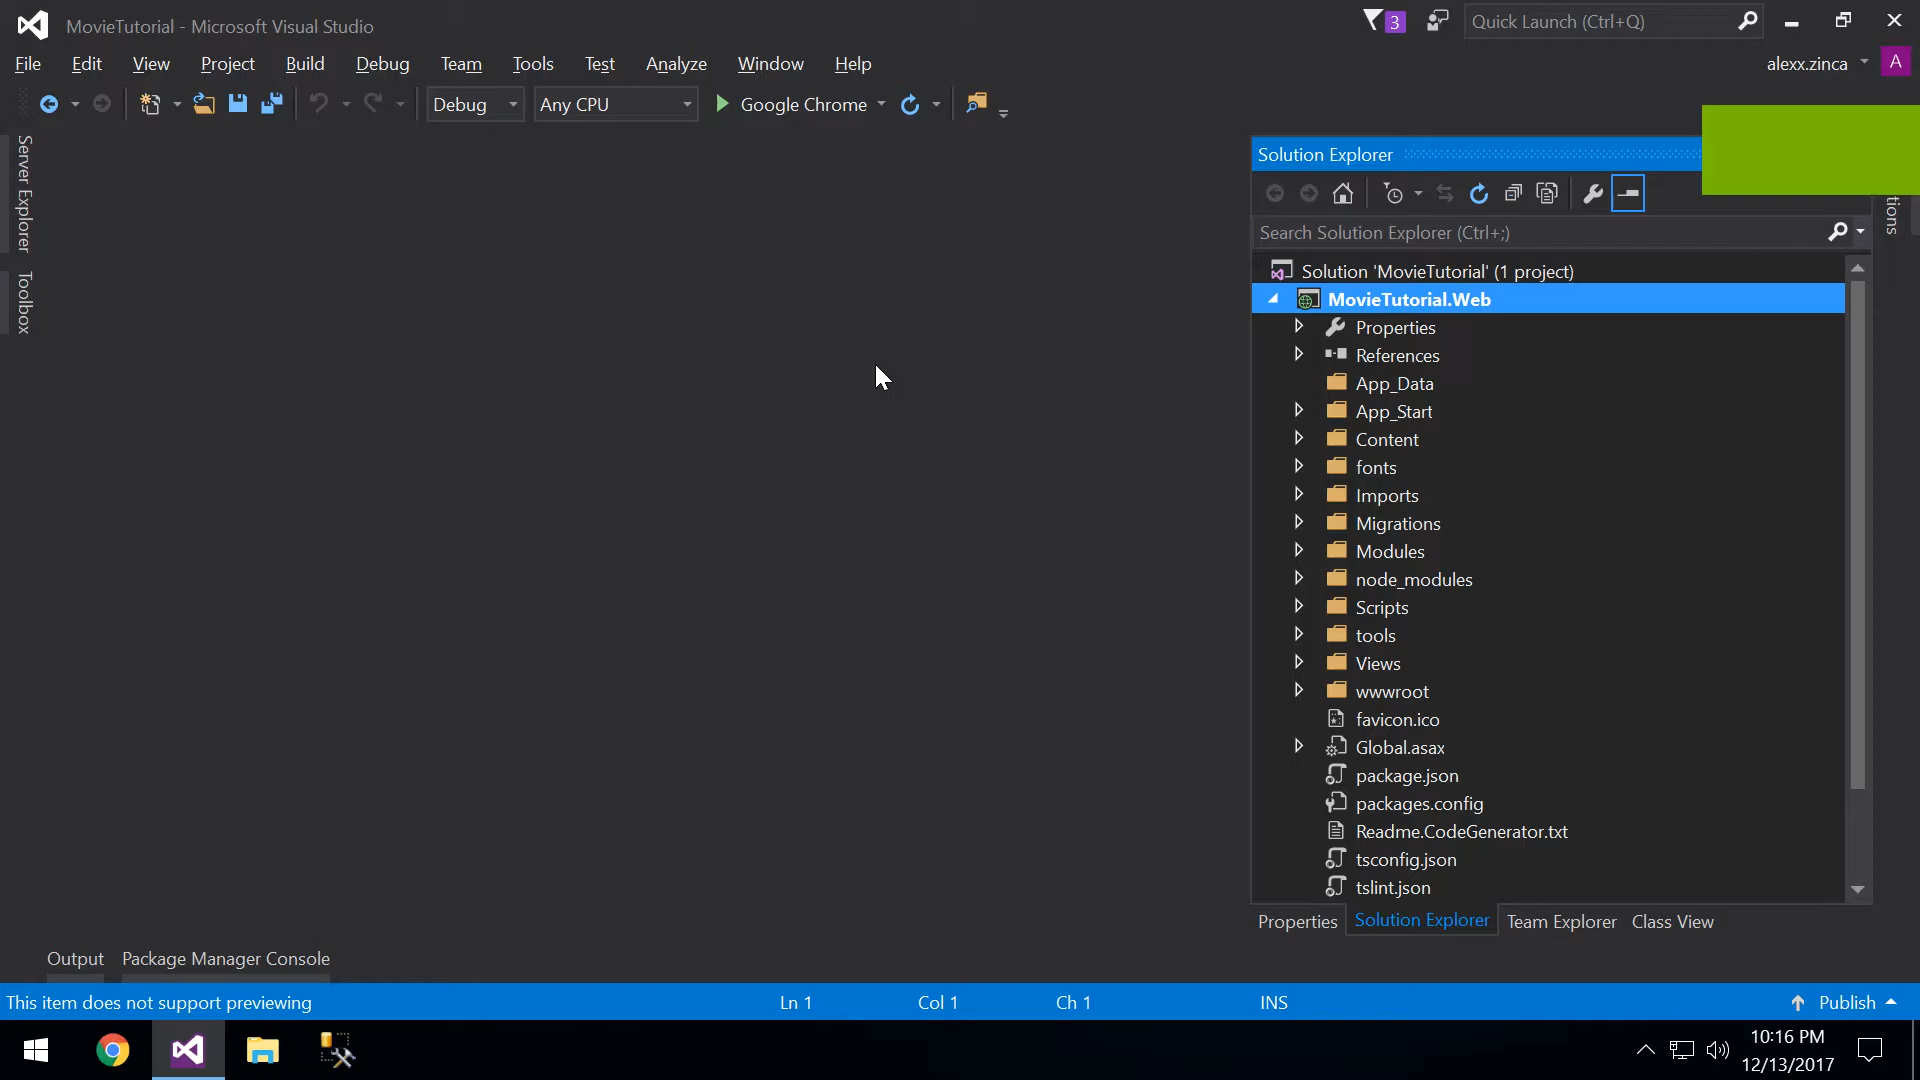 MovieTutorial - Microsoft Visual Studio
3
Quick Launch (Ctrl+Q)
File Edit View Project Build Debug Team Tools Test Analyze Window Help
alexx.zinca A
Debug Any CPU Google Chrome
Server Explorer
Toolbox
Solution Explorer
tions
Search Solution Explorer (Ctrl+;)
Solution 'MovieTutorial' (1 project)
MovieTutorial.Web
Properties
References
App_Data
App_Start
Content
fonts
Imports
Migrations
Modules
node_modules
Scripts
tools
Views
wwwroot
favicon.ico
Global.asax
package.json
packages.config
Readme.CodeGenerator.txt
tsconfig.json
tslint.json
Properties Solution Explorer Team Explorer Class View
Output Package Manager Console
This item does not support previewing Ln 1 Col 1 Ch 1 INS Publish
10:16 PM
12/13/2017